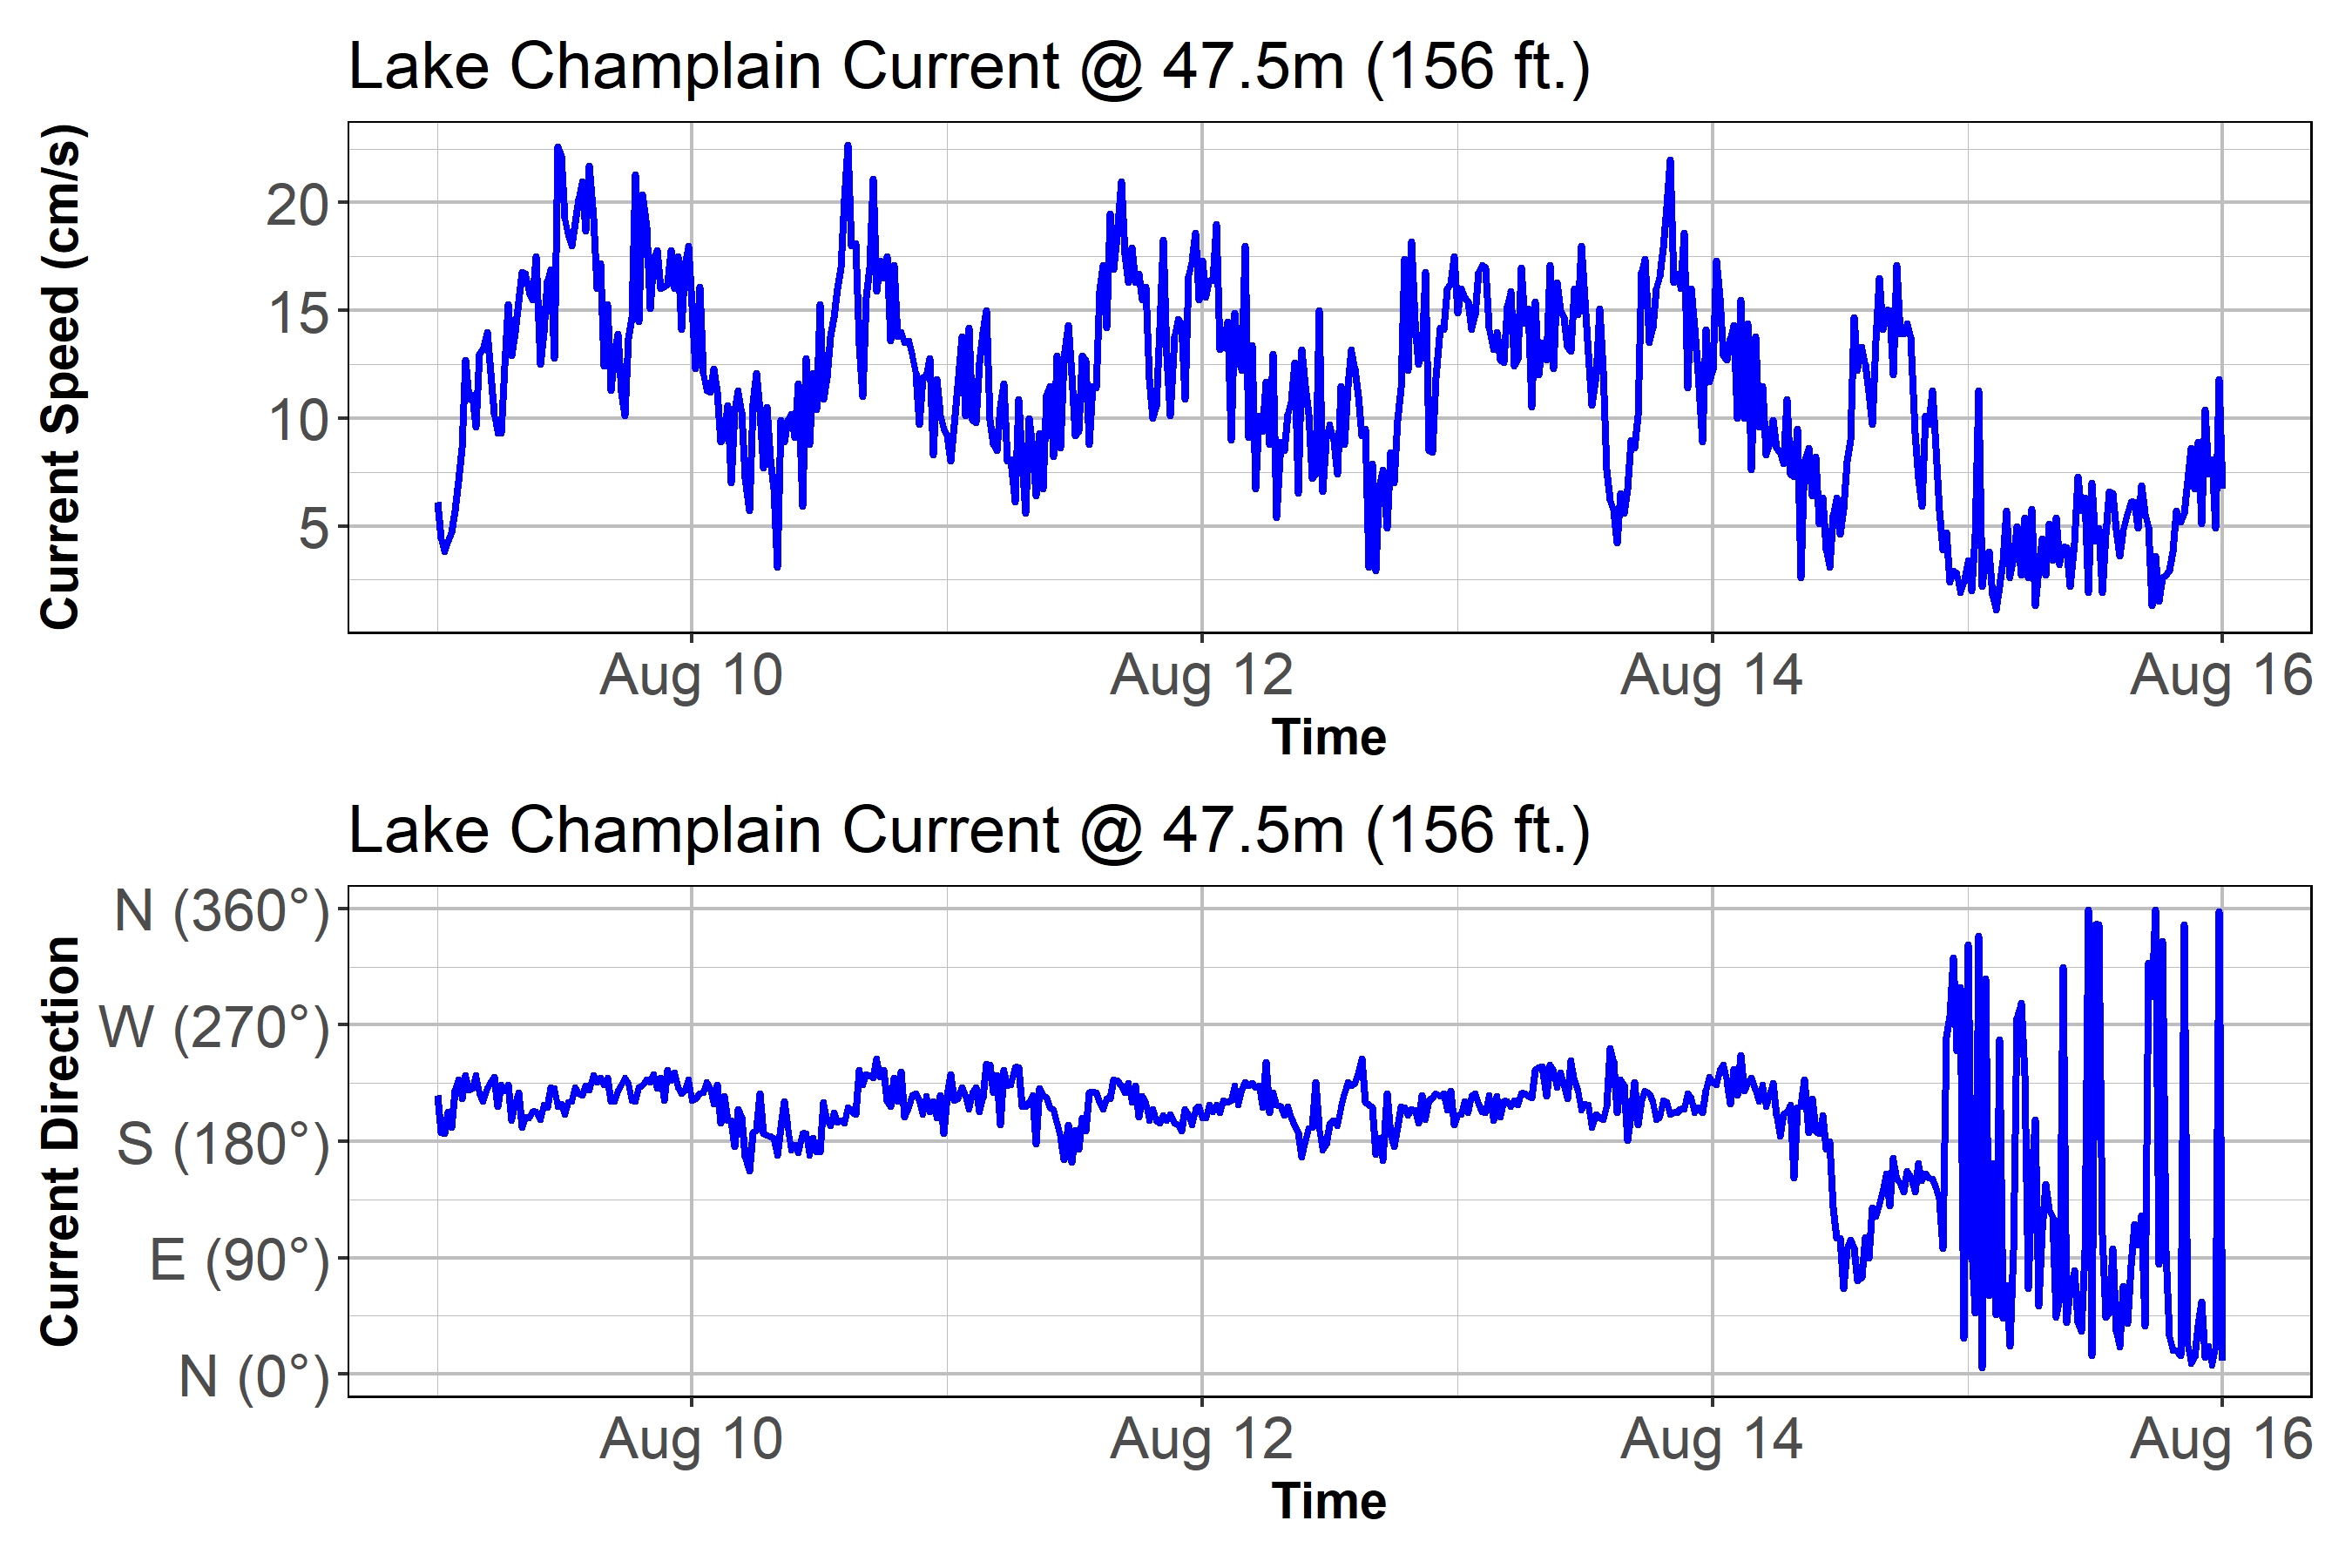 Lake Champlain Current @ 47.5m (156 ft.)
Current Speed (cm/s)
20
15
10
5
Aug 10 Aug 12 Aug 14 Aug 16
Time
Lake Champlain Current @ 47.5m (156 ft.)
Current Direction
N (360°)
W (270°)
S (180°)
E (90°)
N (0°)
Aug 10 Aug 12 Aug 14 Aug 16
Time